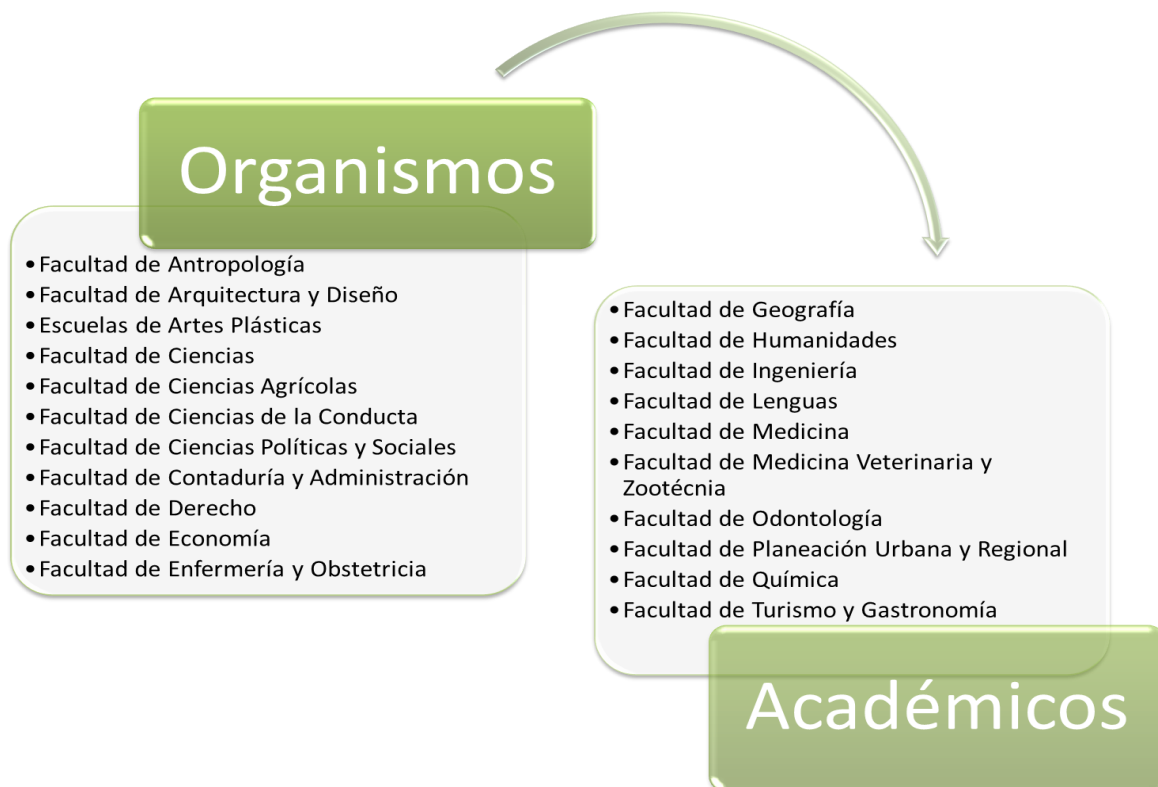 Organismos
•Facultad de Antropología
•Facultad de Arquitectura y Diseño
•Escuelas de Artes Plásticas
•Facultad de Ciencias
•Facultad de Ciencias Agrícolas
•Facultad de Ciencias de la Conducta
•Facultad de Ciencias Políticas y Sociales
•Facultad de Contaduría y Administración
•Facultad de Derecho
•Facultad de Economía
•Facultad de Enfermería y Obstetricia
•Facultad de Geografía
•Facultad de Humanidades
•Facultad de Ingeniería
•Facultad de Lenguas
•Facultad de Medicina
•Facultad de Medicina Veterinaria y
Zootécnia
•Facultad de Odontología
•Facultad de Planeación Urbana y Regional
•Facultad de Química
•Facultad de Turismo y Gastronomía
Académicos